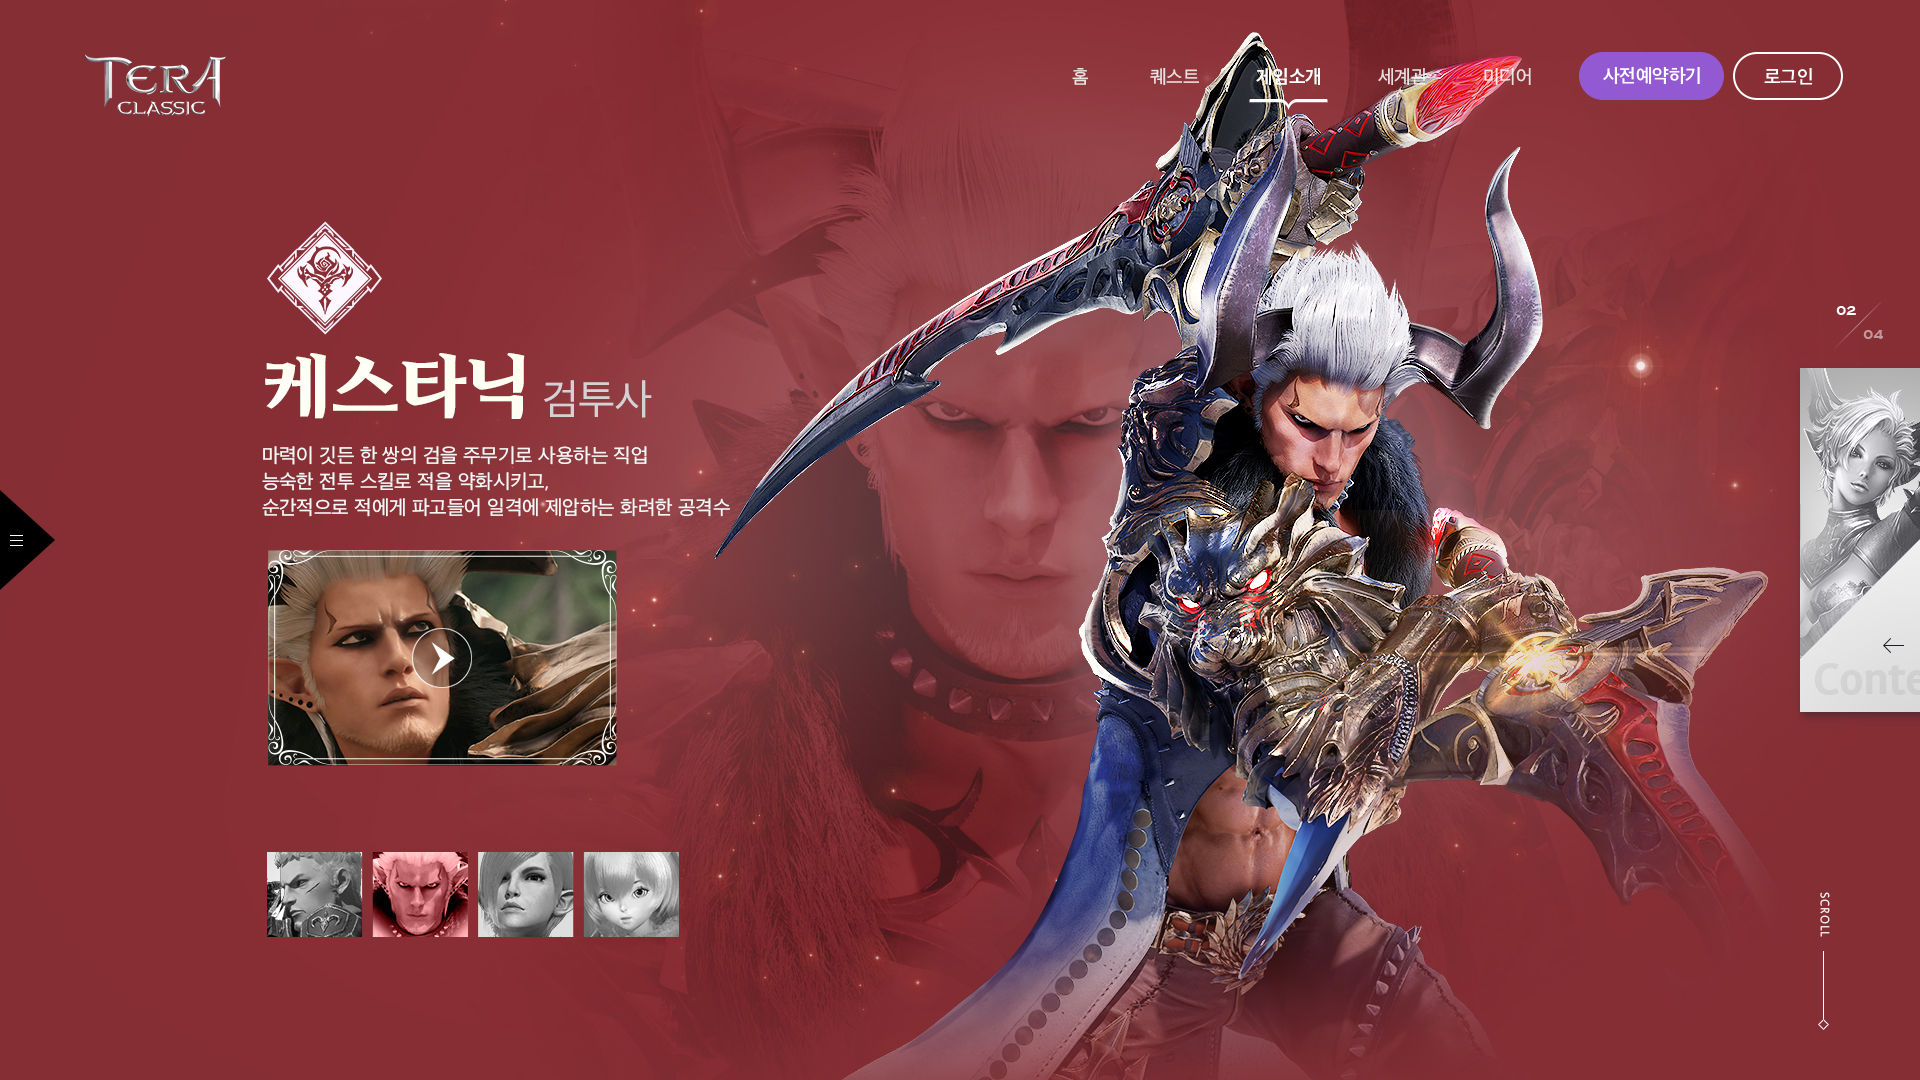 TERA
CLASSIC
홈
퀘스트
게임소개
세계관
미디어
사전예약하기
로그인
02
04
케스타닉 검투사
마력이 깃든 한 쌍의 검을 주무기로 사용하는 직업
능숙한 전투 스킬로 적을 약화시키고,
순간적으로 적에게 파고들어 일격에 제압하는 화려한 공격수
Conte
SCROLL